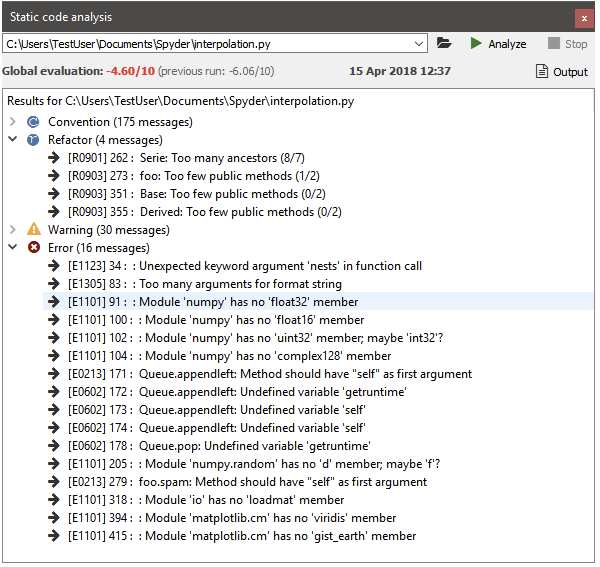 Static code analysis
C:\Users\TestUser\Documents\Spyder\interpolation.py Analyze Stop
Global evaluation: -4.60/10 (previous run: -6.06/10) 15 Apr 2018 12:37 Output
Results for C:\Users\TestUser\Documents\Spyder\interpolation.py
Convention (175 messages)
Refactor (4 messages)
[R0901] 262 : Serie: Too many ancestors (8/7)
[R0903] 273 : foo: Too few public methods (1/2)
[R0903] 351 : Base: Too few public methods (0/2)
[R0903] 355 : Derived: Too few public methods (0/2)
Warning (30 messages)
Error (16 messages)
[E1123] 34 : : Unexpected keyword argument 'nests' in function call
[E1305] 83 : : Too many arguments for format string
[E1101] 91 : : Module 'numpy' has no 'float32' member
[E1101] 100 : : Module 'numpy' has no 'float16' member
[E1101] 102 : : Module 'numpy' has no 'uint32' member; maybe 'int32'?
[E1101] 104 : : Module 'numpy' has no 'complex128' member
[E0213] 171 : Queue.appendleft: Method should have "self" as first argument
[E0602] 172 : Queue.appendleft: Undefined variable 'getruntime'
[E0602] 173 : Queue.appendleft: Undefined variable 'self'
[E0602] 174 : Queue.appendleft: Undefined variable 'self'
[E0602] 178 : Queue.pop: Undefined variable 'getruntime'
[E1101] 205 : : Module 'numpy.random' has no 'd' member; maybe 'f'?
[E0213] 279 : foo.spam: Method should have "self" as first argument
[E1101] 318 : : Module 'io' has no 'loadmat' member
[E1101] 394 : : Module 'matplotlib.cm' has no 'viridis' member
[E1101] 415 : : Module 'matplotlib.cm' has no 'gist_earth' member